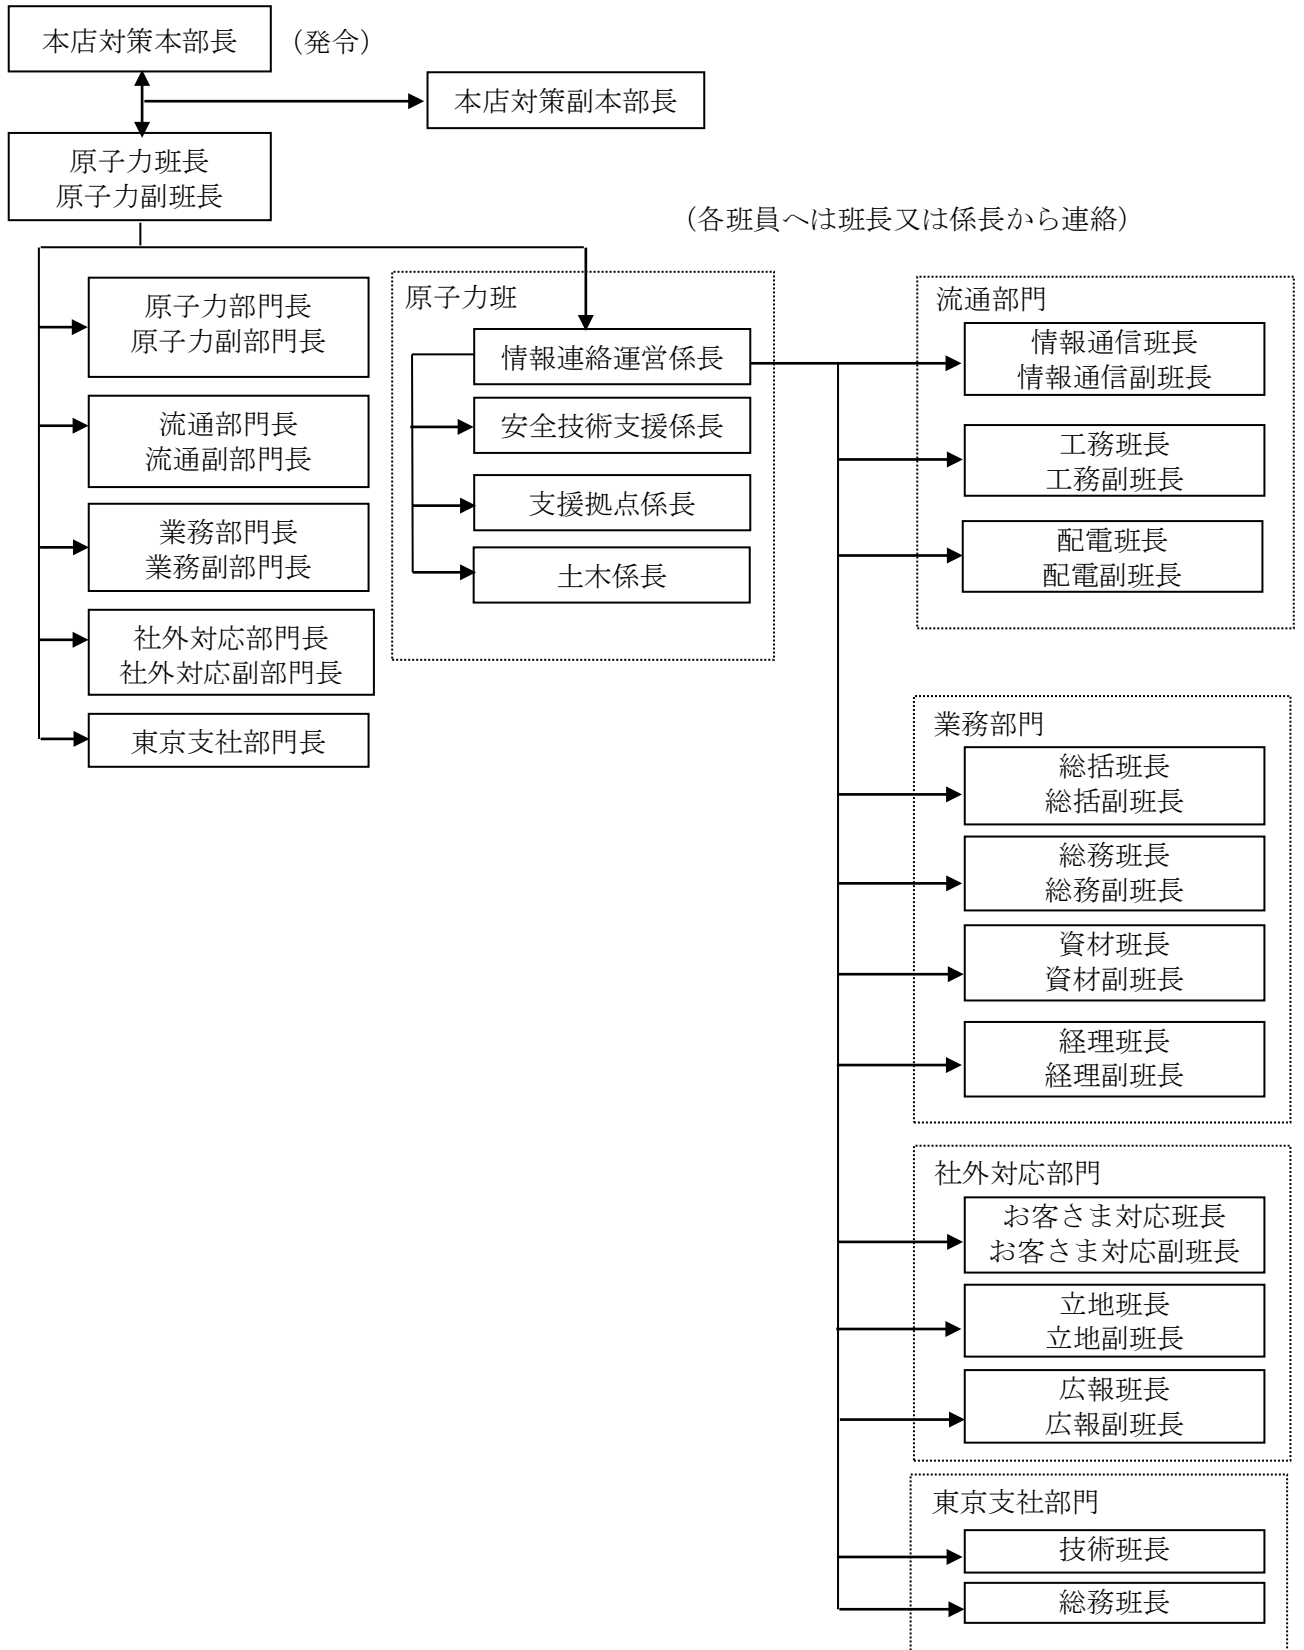 本店対策本部長
（発令）
本店対策副本部長
原子力班長
原子力副班長
（各班員へは班長又は係長から連絡）
原子力部門長
原子力副部門長
流通部門長
流通副部門長
業務部門長
業務副部門長
社外対応部門長
社外対応副部門長
東京支社部門長
原子力班
情報連絡運営係長
安全技術支援係長
支援拠点係長
土木係長
流通部門
情報通信班長
情報通信副班長
工務班長
工務副班長
配電班長
配電副班長
業務部門
総括班長
総括副班長
総務班長
総務副班長
資材班長
資材副班長
経理班長
経理副班長
社外対応部門
お客さま対応班長
お客さま対応副班長
立地班長
立地副班長
広報班長
広報副班長
東京支社部門
技術班長
総務班長